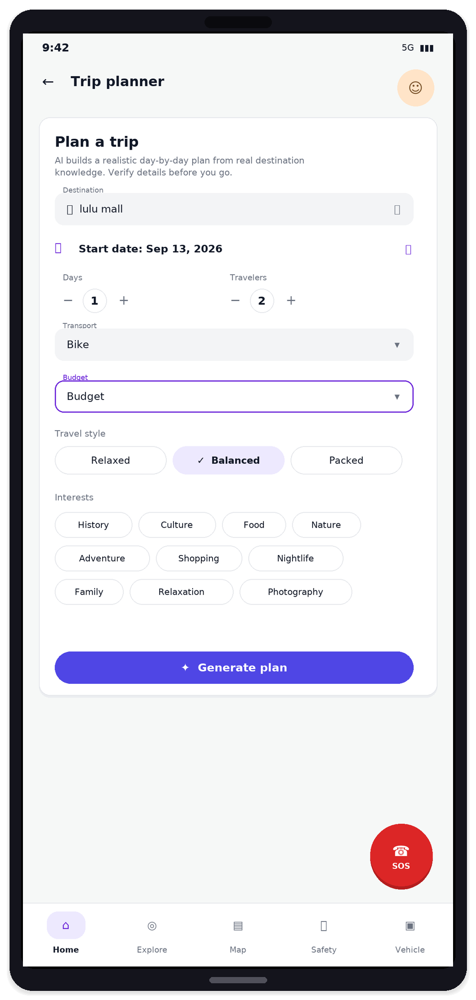 9:42 5G
← Trip planner
Plan a trip
AI builds a realistic day-by-day plan from real destination
knowledge. Verify details before you go.
Destination
lulu mall
Start date: Sep 13, 2026
Days Travelers
− 1 + − 2 +
Transport
Bike ▾
Budget
Budget ▾
Travel style
Relaxed ✓ Balanced Packed
Interests
History Culture Food Nature
Adventure Shopping Nightlife
Family Relaxation Photography
✦ Generate plan
SOS
Home Explore Map Safety Vehicle